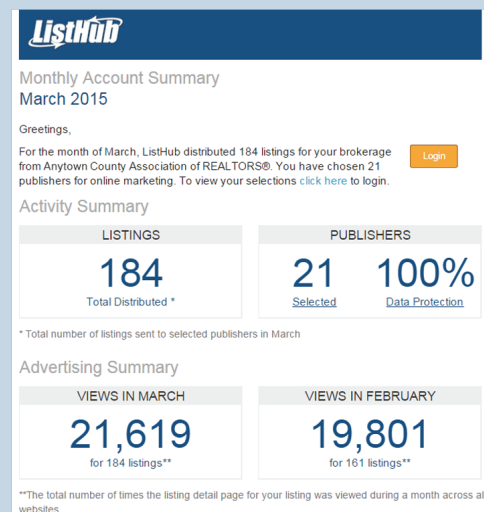 ListHub
Monthly Account Summary
March 2015
Greetings,
For the month of March, ListHub distributed 184 listings for your brokerage
from Anytown County Association of REALTORS®. You have chosen 21
publishers for online marketing. To view your selections click here to login.
Login
Activity Summary
LISTINGS
184
Total Distributed *
PUBLISHERS
21
Selected
100%
Data Protection
* Total number of listings sent to selected publishers in March
Advertising Summary
VIEWS IN MARCH
21,619
for 184 listings**
VIEWS IN FEBRUARY
19,801
for 161 listings**
**The total number of times the listing detail page for your listing was viewed during a month across al
websites